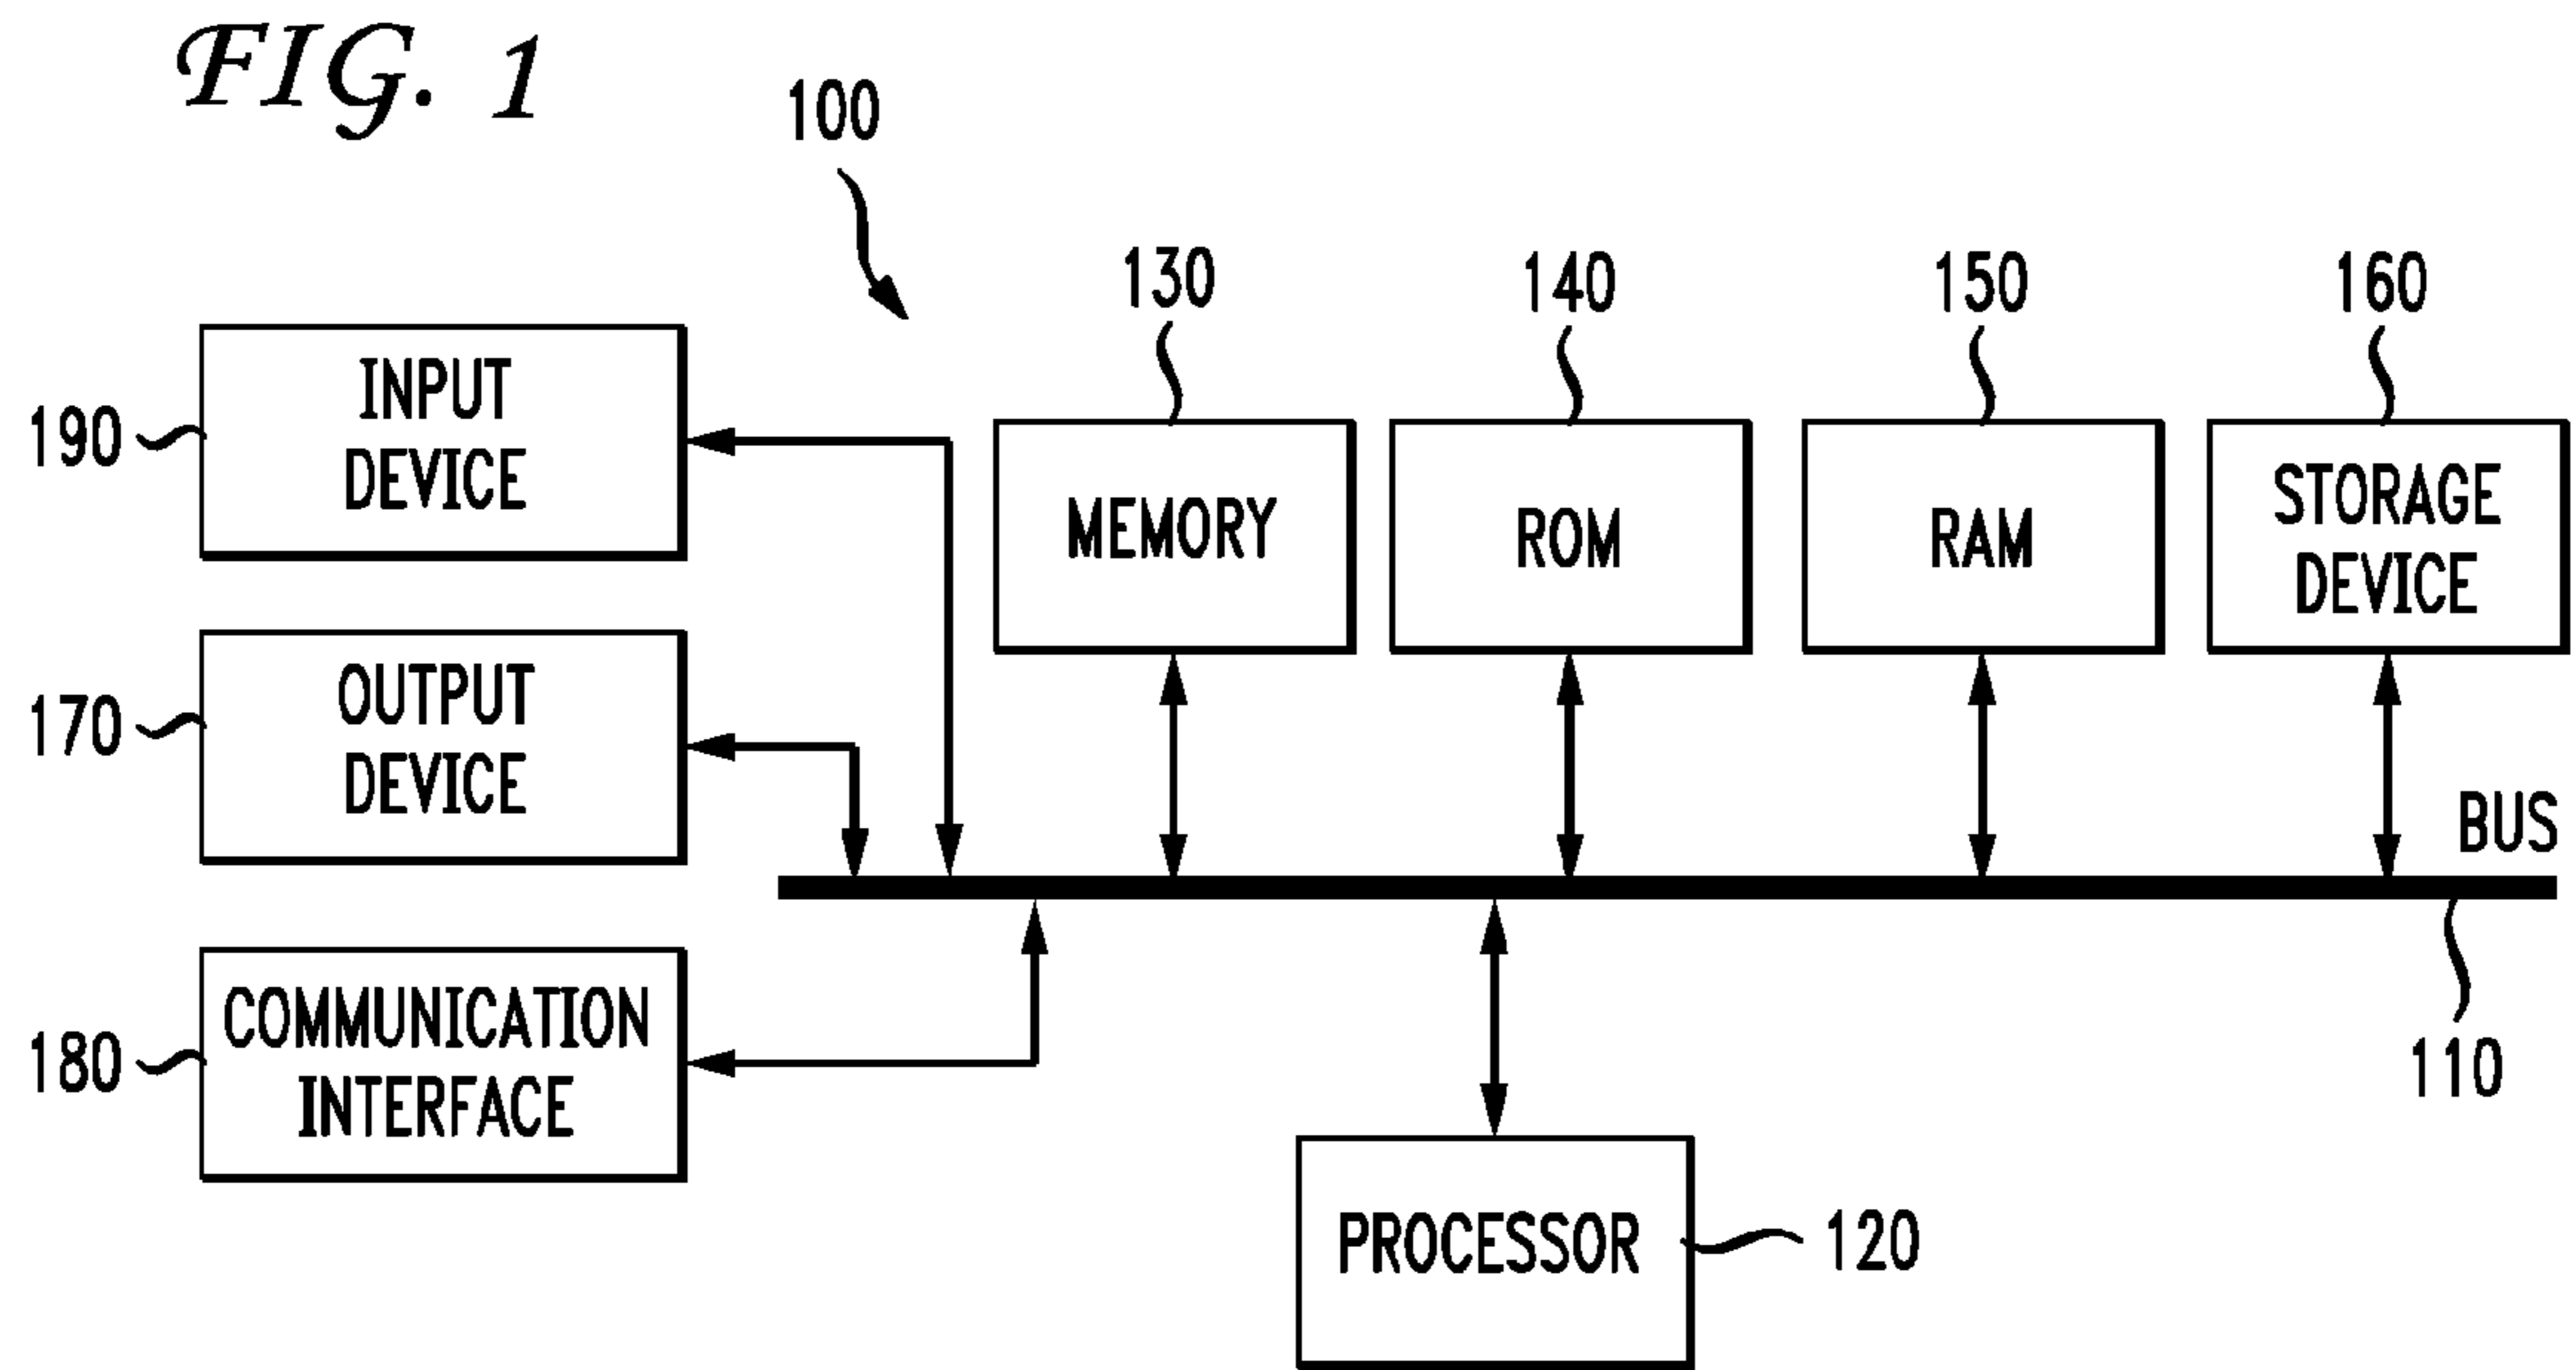 FIG. 1
100
130
140
150
160
190
INPUT
DEVICE
MEMORY
ROM
RAM
STORAGE
DEVICE
170
OUTPUT
DEVICE
BUS
180
COMMUNICATION
INTERFACE
110
PROCESSOR
120